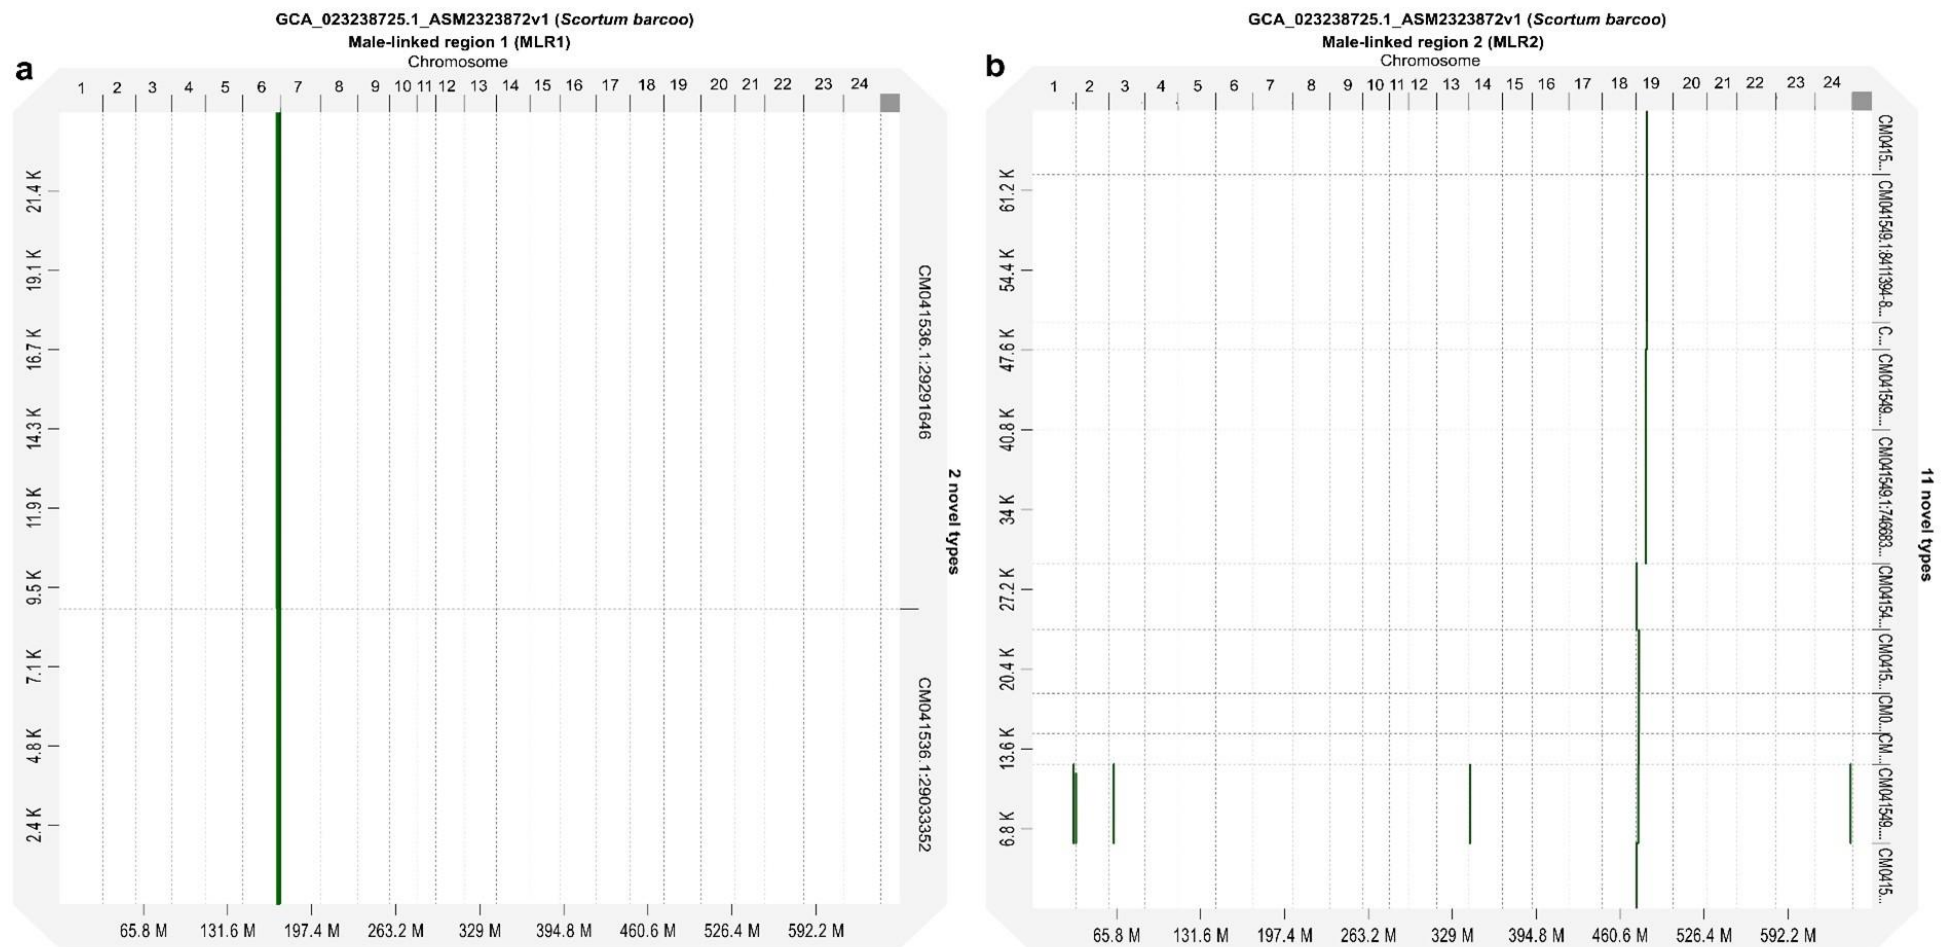 GCA_023238725.1_ASM2323872v1 (Scortum barcoo)
Male-linked region 1 (MLR1)
Chromosome
a
1 2 3 4 5 6 7 8 9 10 11 12 13 14 15 16 17 18 19 20 21 22 23 24
21.4 K
19.1 K
16.7 K
14.3 K
11.9 K
9.5 K
7.1 K
4.8 K
2.4 K
CM041536.1:29291646
CM041536.1:29033352
2 novel types
65.8 M 131.6 M 197.4 M 263.2 M 329 M 394.8 M 460.6 M 526.4 M 592.2 M
GCA_023238725.1_ASM2323872v1 (Scortum barcoo)
Male-linked region 2 (MLR2)
Chromosome
b
1 2 3 4 5 6 7 8 9 10 11 12 13 14 15 16 17 18 19 20 21 22 23 24
61.2 K
54.4 K
47.6 K
40.8 K
34 K
27.2 K
20.4 K
13.6 K
6.8 K
CM0415...
CM041549.1:8411394-8...
C...
CM041549...
CM041549.1:746683...
CM04154...
CM0415...
CM0...
CM...
CM041549....
CM0415...
11 novel types
65.8 M 131.6 M 197.4 M 263.2 M 329 M 394.8 M 460.6 M 526.4 M 592.2 M